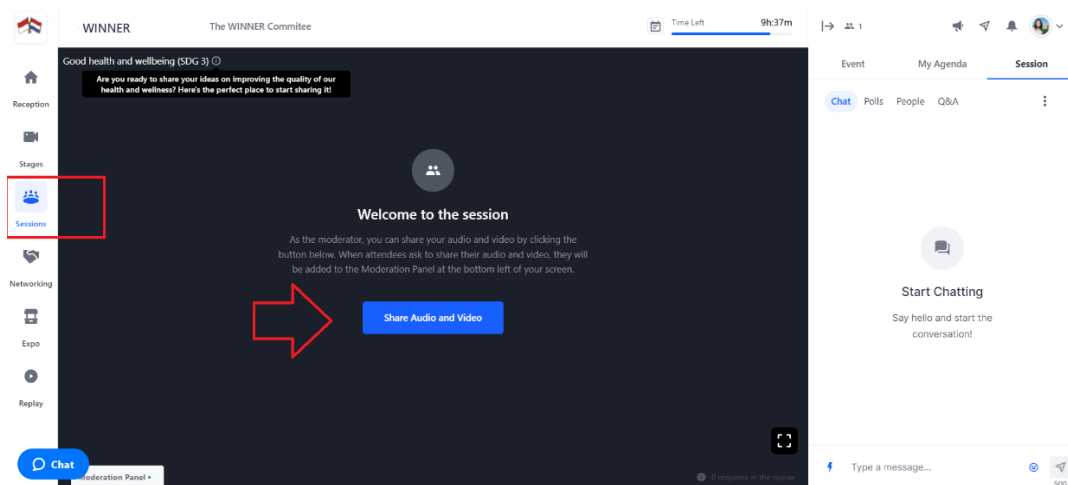 WINNER
The WINNER Commitee
Time Left
9h:37m
1
Good health and wellbeing (SDG 3)
Are you ready to share your ideas on improving the quality of our
health and wellness? Here's the perfect place to start sharing it!
Reception
Stages
Sessions
Networking
Expo
Replay
Chat
Welcome to the session
As the moderator, you can share your audio and video by clicking the
button below. When attendees ask to share their audio and video, they will
be added to the Moderation Panel at the bottom left of your screen.
Share Audio and Video
Moderation Panel
0 requests in the queue
Event
My Agenda
Session
Chat
Polls
People
Q&A
Start Chatting
Say hello and start the
conversation!
Type a message...
500